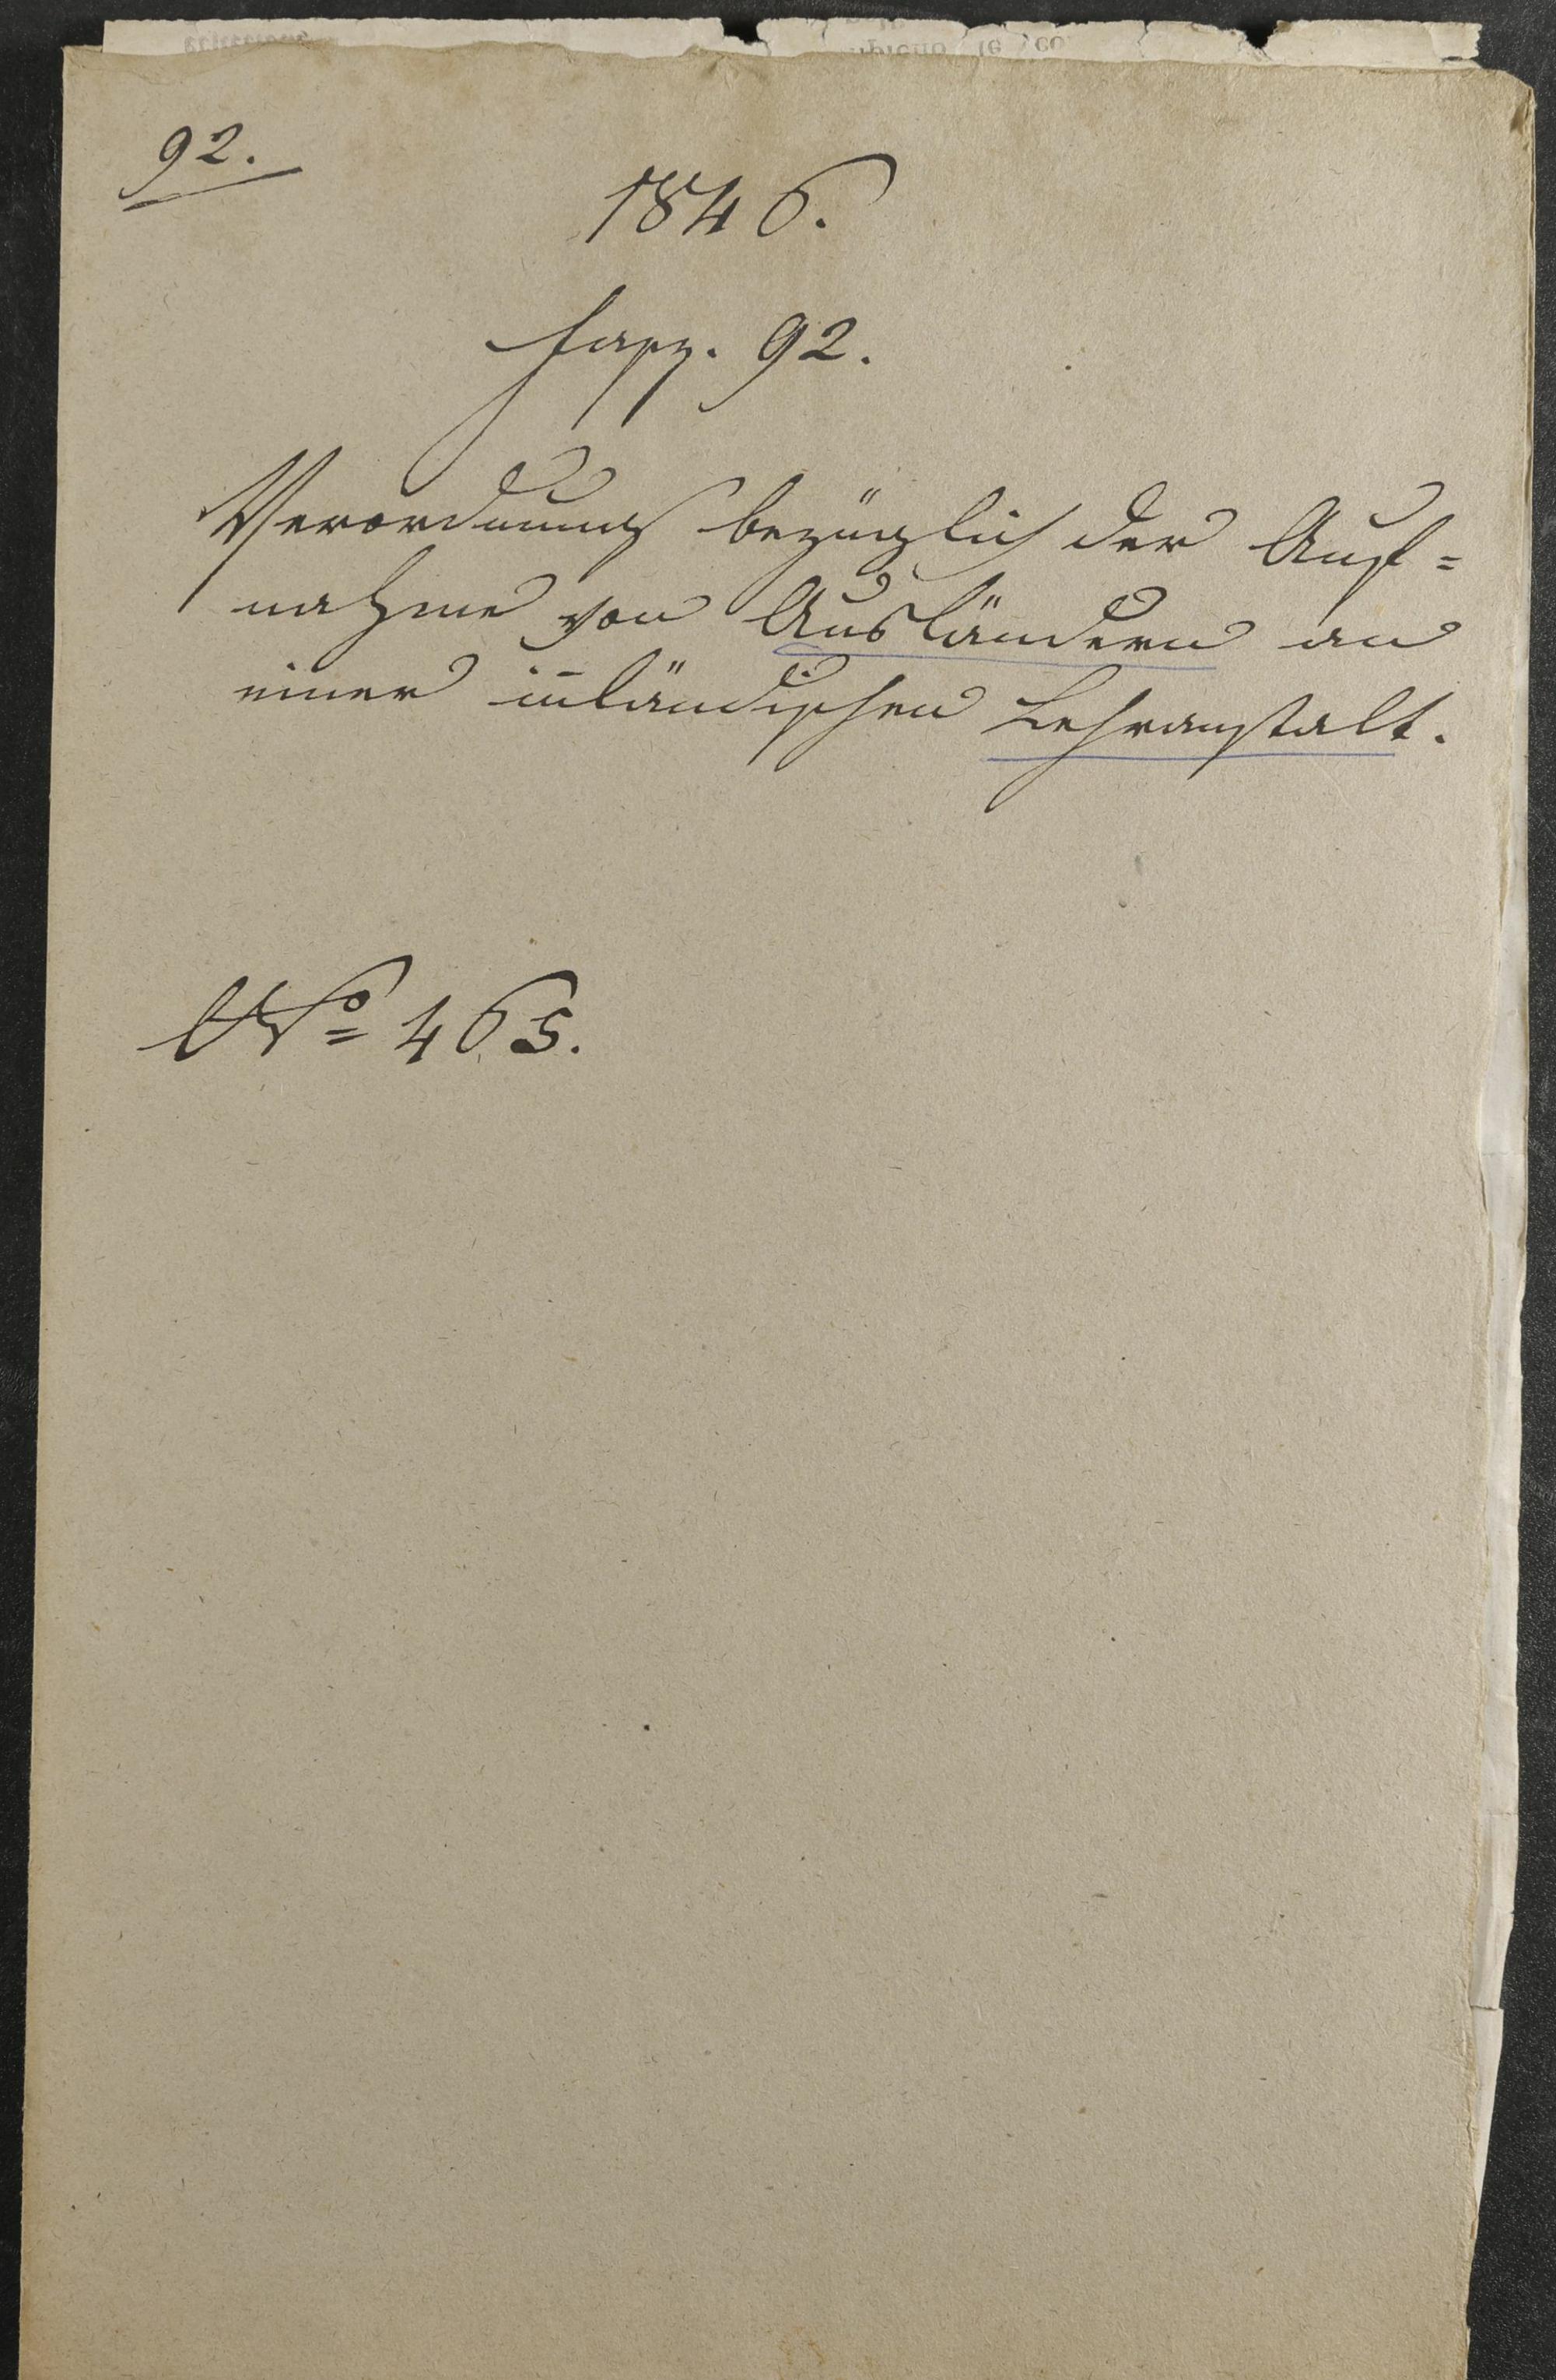 92.
1846.
Fasz. 92.
Verordnung bezüglich der Auf=
nahme von Ausländern an
einer inländischen Lehranstalt.
No 465.